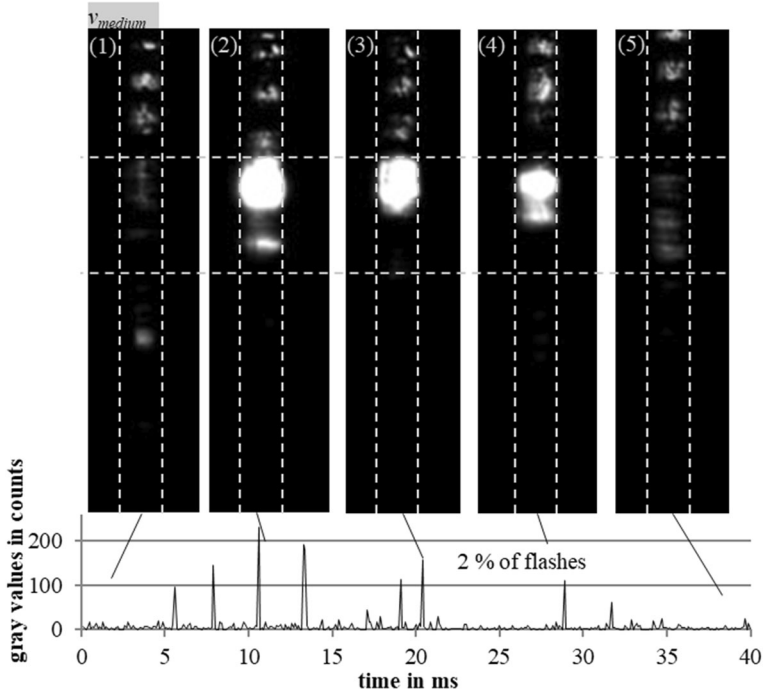 v_medium
(1) (2) (3) (4) (5)
gray values in counts
200
2 % of flashes
100
0
0 5 10 15 20 25 30 35 40
time in ms